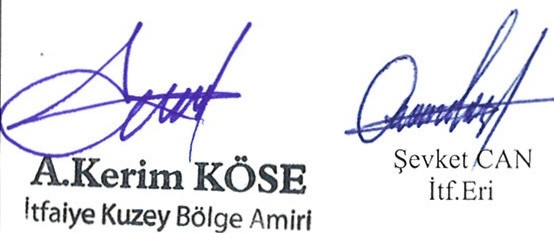 A.Kerim KÖSE
İtfaiye Kuzey Bölge Amiri
Şevket CAN
İtf.Eri